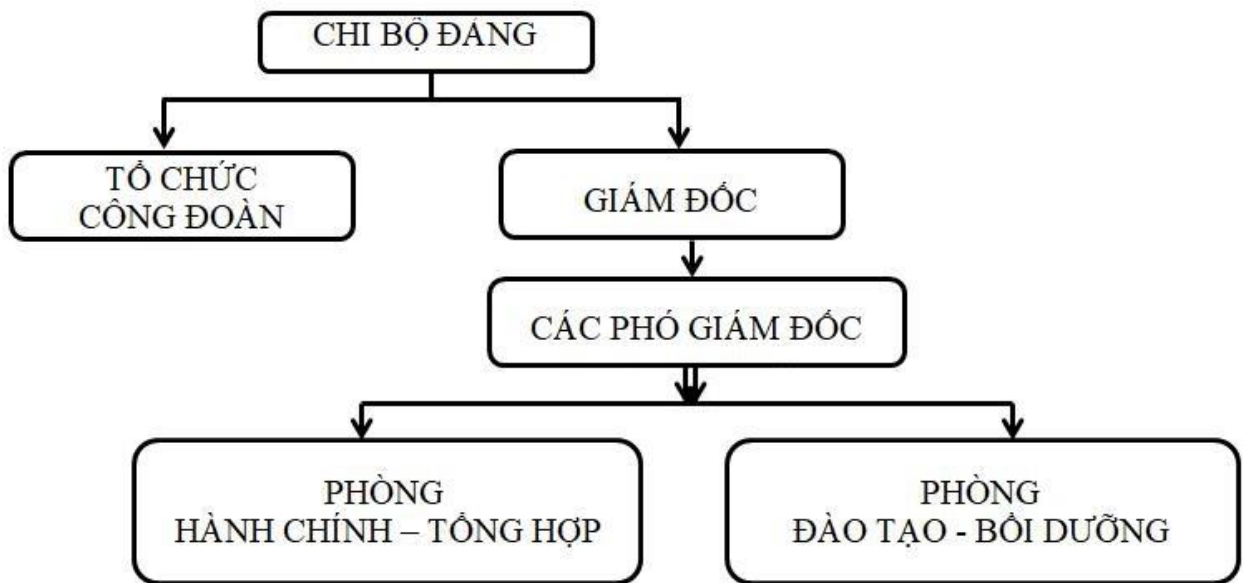 CHI BỘ ĐẢNG
TỔ CHỨC
CÔNG ĐOÀN
GIÁM ĐỐC
CÁC PHÓ GIÁM ĐỐC
PHÒNG
HÀNH CHÍNH – TỔNG HỢP
PHÒNG
ĐÀO TẠO - BỒI DƯỠNG